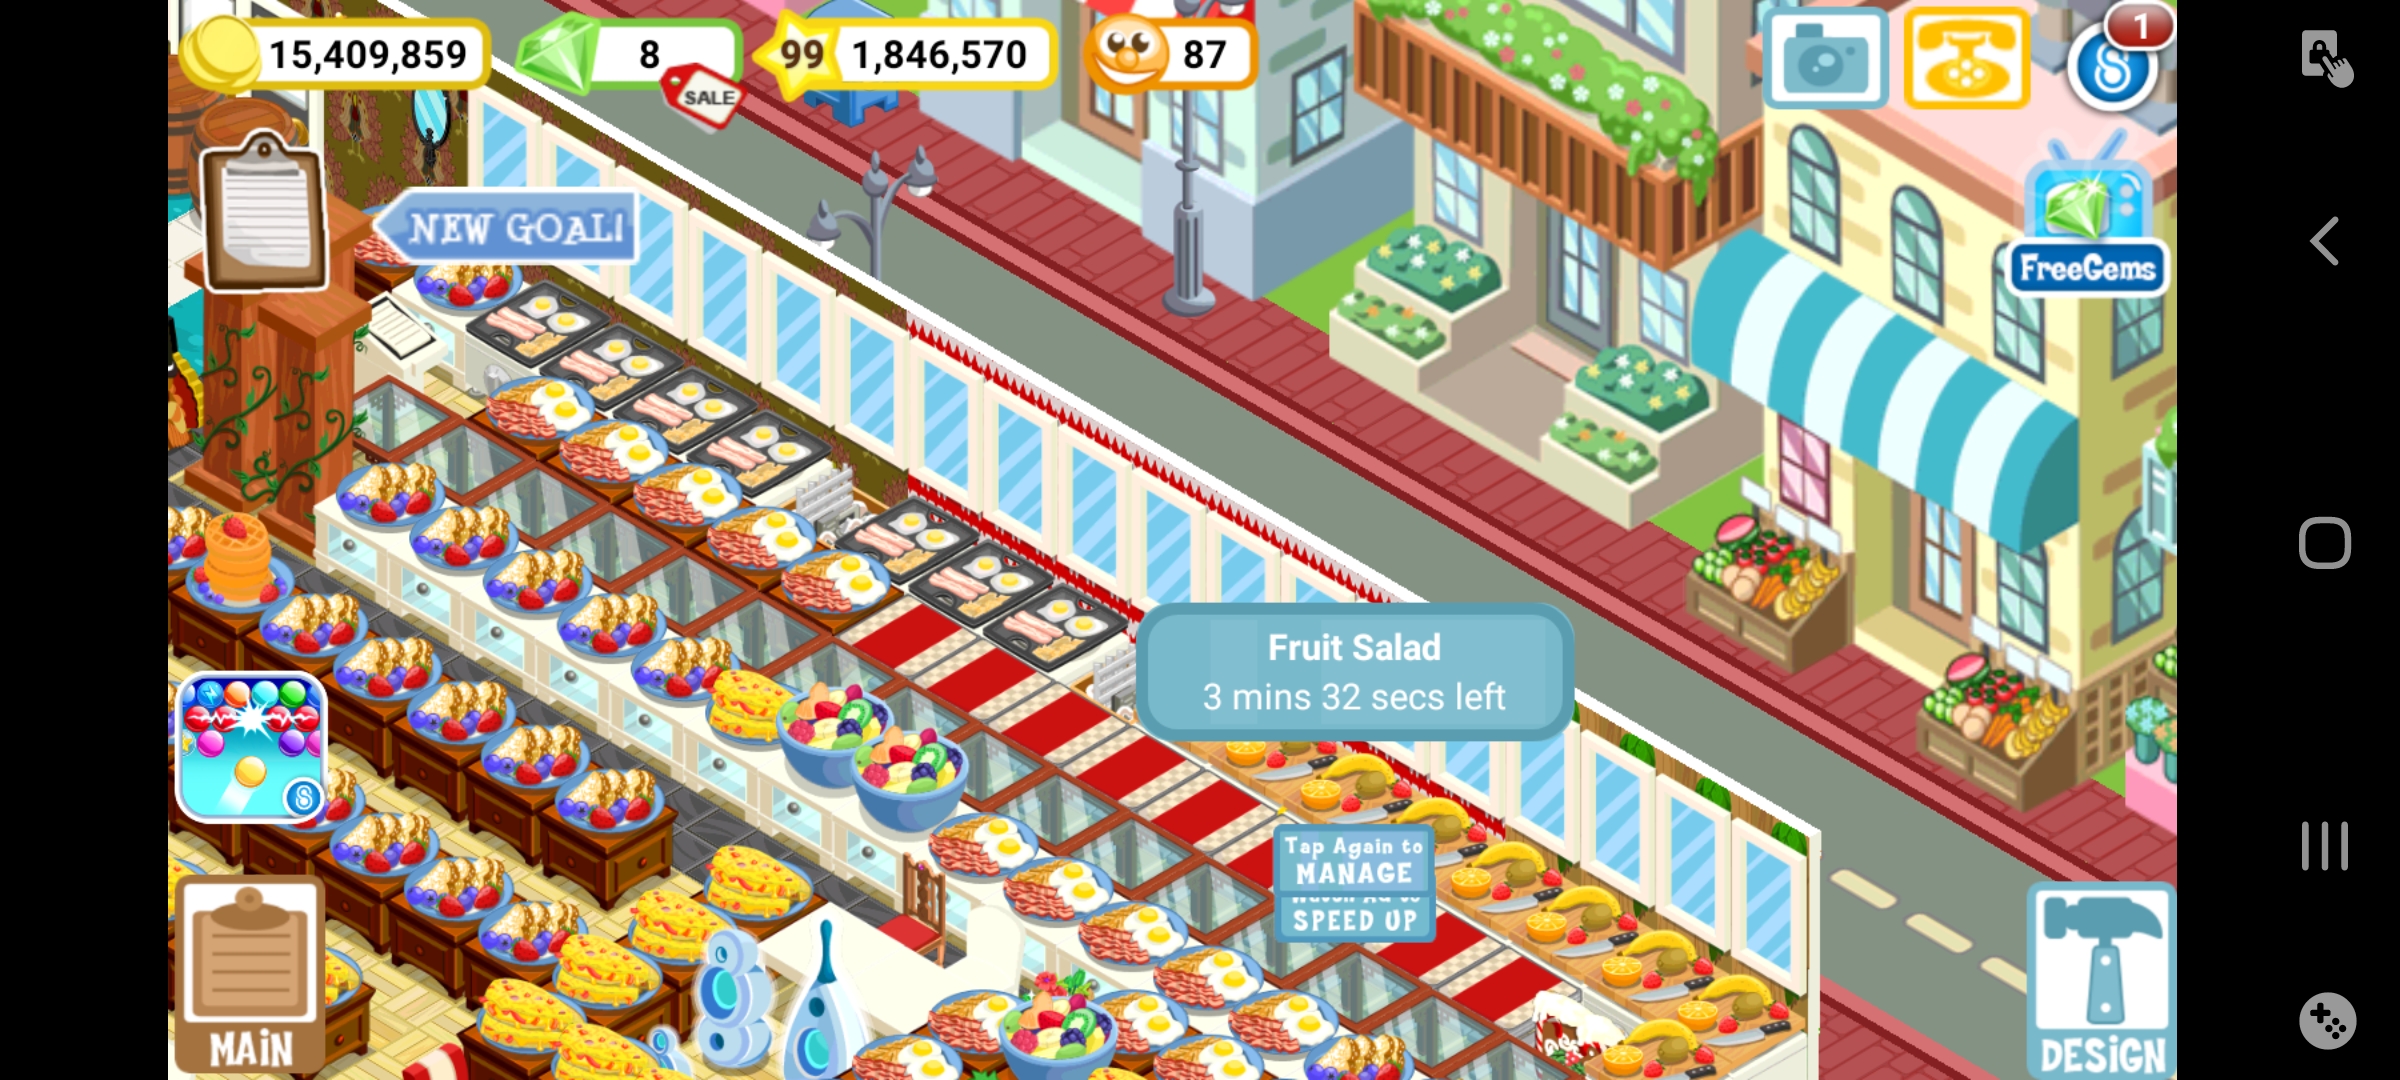 15,409,859
8
SALE
99
1,846,570
87
1
NEW GOAL!
FreeGems
Fruit Salad
3 mins 32 secs left
Tap Again to
MANAGE
SPEED UP
MAiN
DESiGN